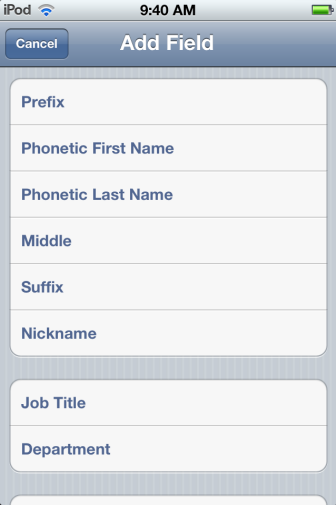 iPod 9:40 AM
Cancel Add Field
Prefix
Phonetic First Name
Phonetic Last Name
Middle
Suffix
Nickname
Job Title
Department